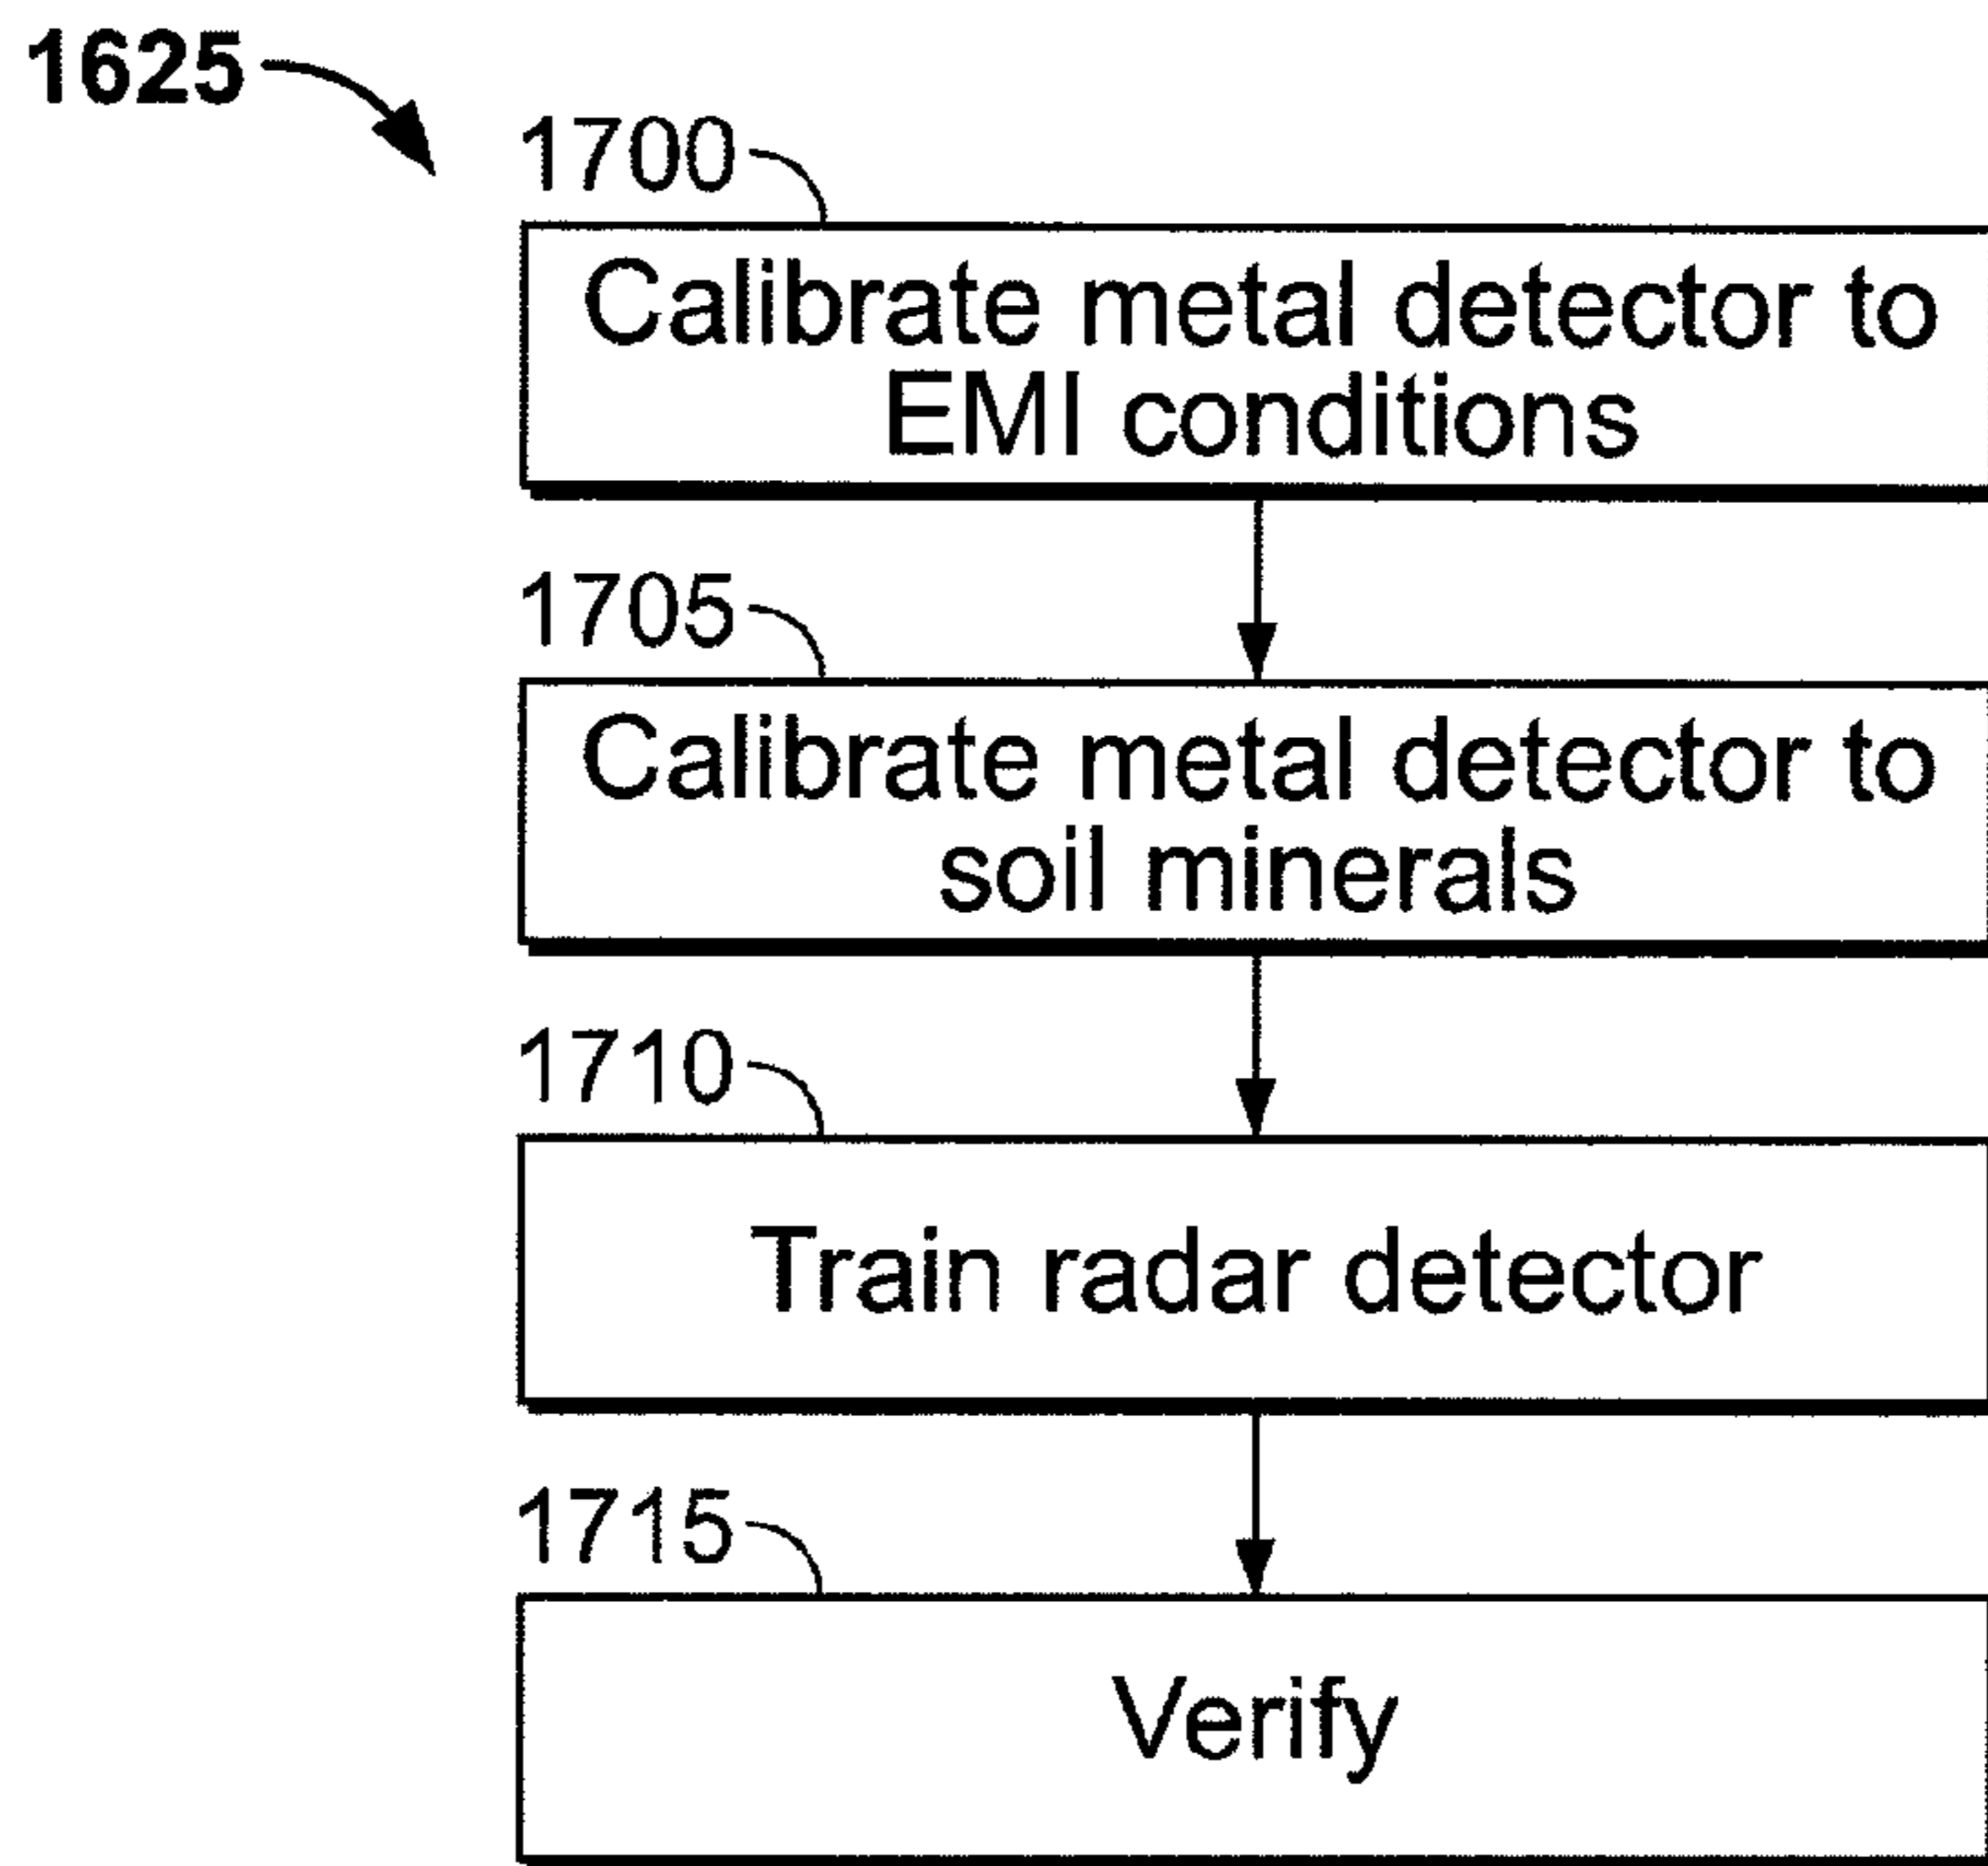 1625
1700
Calibrate metal detector to
EMI conditions
1705
Calibrate metal detector to
soil minerals
1710
Train radar detector
1715
Verify